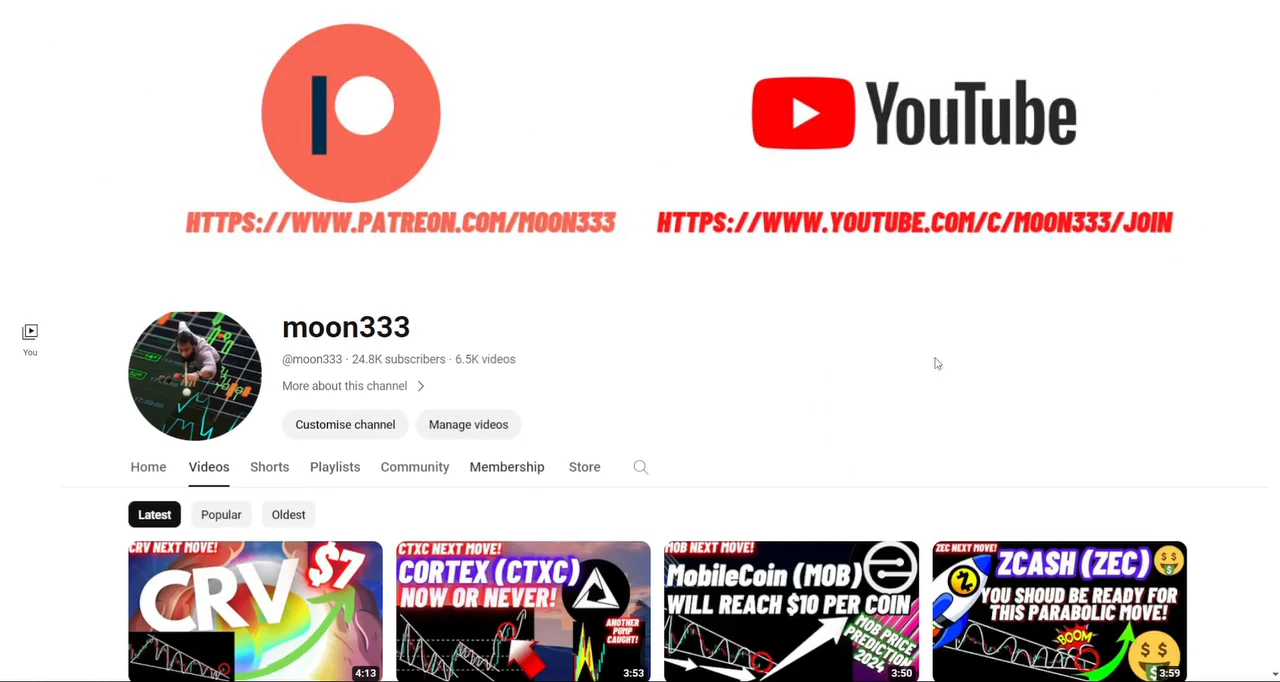 YouTube
HTTPS://WWW.PATREON.COM/MOON333
HTTPS://WWW.YOUTUBE.COM/C/MOON333/JOIN
moon333
@moon333 · 24.8K subscribers · 6.5K videos
You
More about this channel
Customise channel
Manage videos
Home Videos Shorts Playlists Community Membership Store
Latest Popular Oldest
CRV NEXT MOVE!
$7
CRV
4:13
CTXC NEXT MOVE!
CORTEX (CTXC)
NOW OR NEVER!
ANOTHER
PUMP
CAUGHT!
3:53
MOB NEXT MOVE!
MobileCoin (MOB)
WILL REACH $10 PER COIN
MOB PRICE
PREDICTION
2024
3:50
ZEC NEXT MOVE!
ZCASH (ZEC)
YOU SHOUD BE READY FOR
THIS PARABOLIC MOVE!
BOOM
3:59